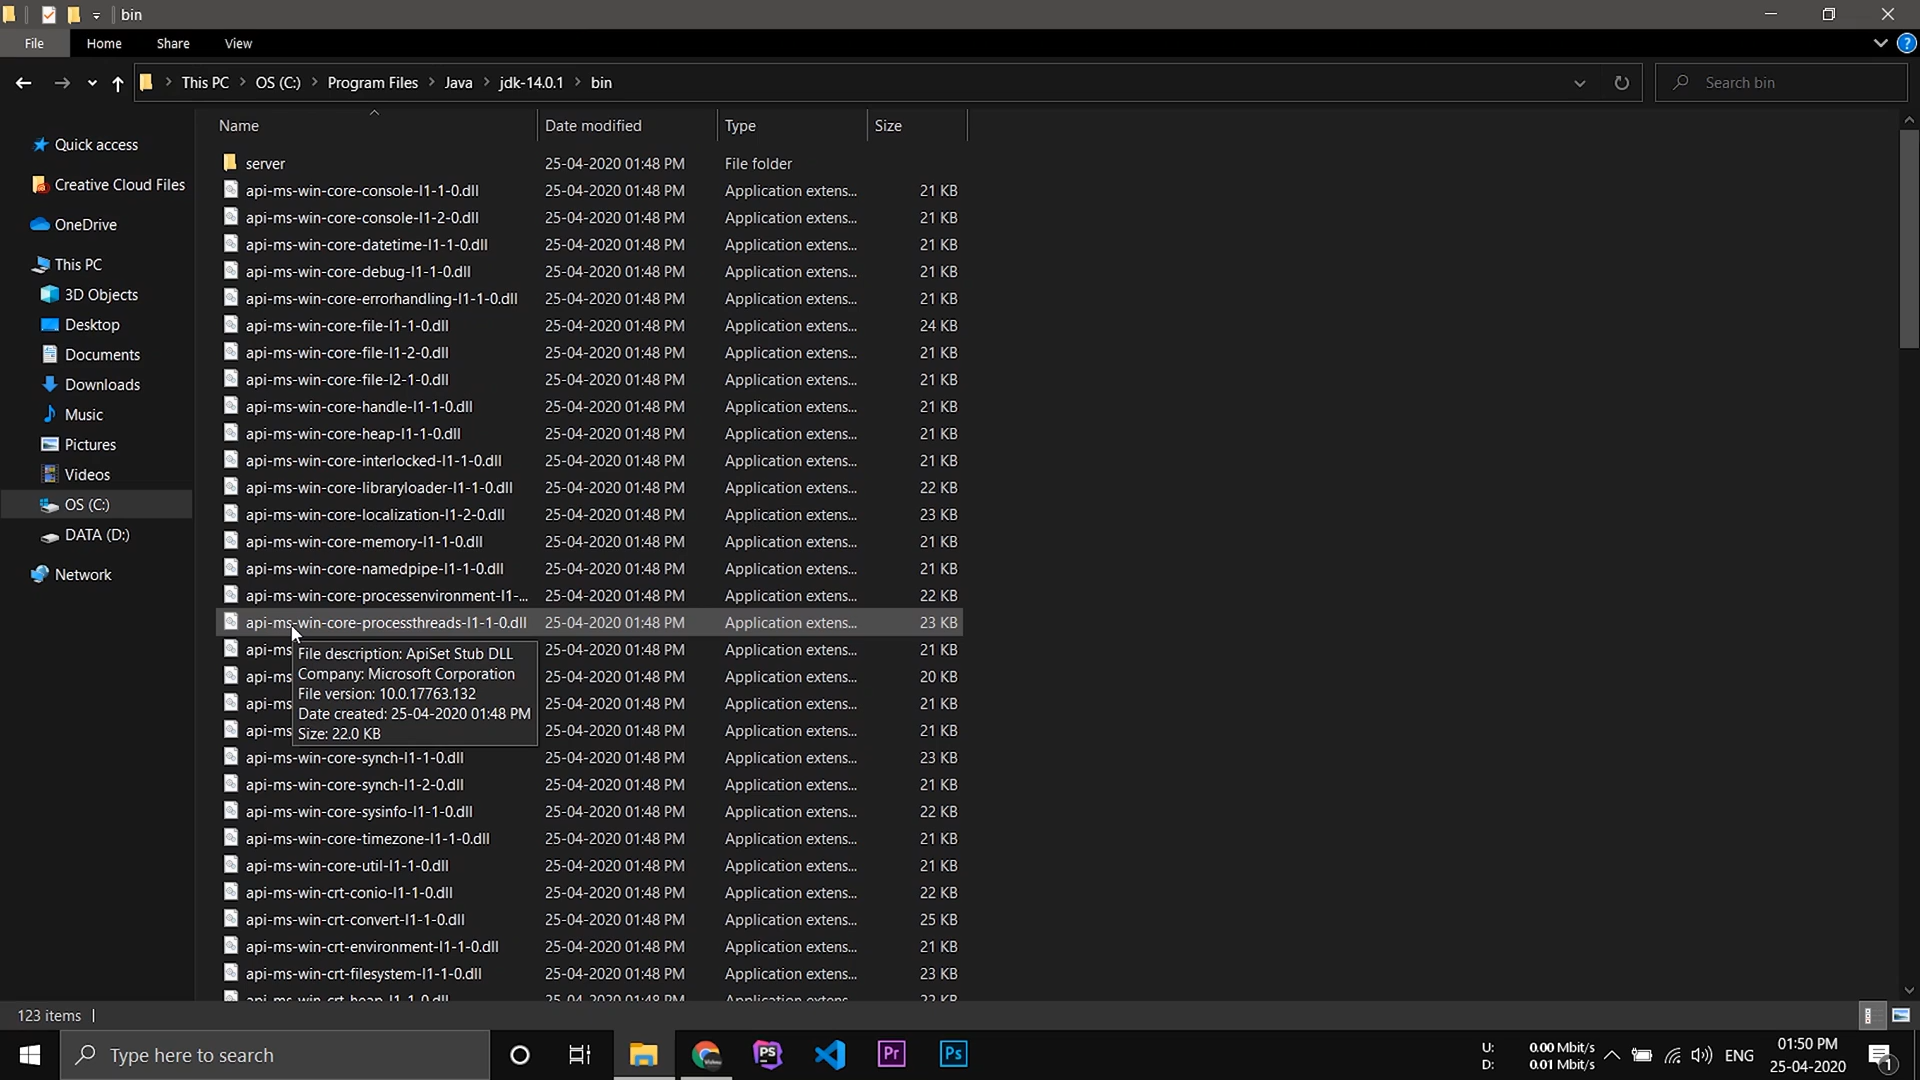 bin
File Home Share View
This PC OS (C:) Program Files Java jdk-14.0.1 bin Search bin
Name Date modified Type Size
Quick access
Creative Cloud Files
OneDrive
This PC
3D Objects
Desktop
Documents
Downloads
Music
Pictures
Videos
OS (C:)
DATA (D:)
Network
server 25-04-2020 01:48 PM File folder
api-ms-win-core-console-l1-1-0.dll 25-04-2020 01:48 PM Application extens... 21 KB
api-ms-win-core-console-l1-2-0.dll 25-04-2020 01:48 PM Application extens... 21 KB
api-ms-win-core-datetime-l1-1-0.dll 25-04-2020 01:48 PM Application extens... 21 KB
api-ms-win-core-debug-l1-1-0.dll 25-04-2020 01:48 PM Application extens... 21 KB
api-ms-win-core-errorhandling-l1-1-0.dll 25-04-2020 01:48 PM Application extens... 21 KB
api-ms-win-core-file-l1-1-0.dll 25-04-2020 01:48 PM Application extens... 24 KB
api-ms-win-core-file-l1-2-0.dll 25-04-2020 01:48 PM Application extens... 21 KB
api-ms-win-core-file-l2-1-0.dll 25-04-2020 01:48 PM Application extens... 21 KB
api-ms-win-core-handle-l1-1-0.dll 25-04-2020 01:48 PM Application extens... 21 KB
api-ms-win-core-heap-l1-1-0.dll 25-04-2020 01:48 PM Application extens... 21 KB
api-ms-win-core-interlocked-l1-1-0.dll 25-04-2020 01:48 PM Application extens... 21 KB
api-ms-win-core-libraryloader-l1-1-0.dll 25-04-2020 01:48 PM Application extens... 22 KB
api-ms-win-core-localization-l1-2-0.dll 25-04-2020 01:48 PM Application extens... 23 KB
api-ms-win-core-memory-l1-1-0.dll 25-04-2020 01:48 PM Application extens... 21 KB
api-ms-win-core-namedpipe-l1-1-0.dll 25-04-2020 01:48 PM Application extens... 21 KB
api-ms-win-core-processenvironment-l1-... 25-04-2020 01:48 PM Application extens... 22 KB
api-ms-win-core-processthreads-l1-1-0.dll 25-04-2020 01:48 PM Application extens... 23 KB
api-ms 25-04-2020 01:48 PM Application extens... 21 KB
api-ms 25-04-2020 01:48 PM Application extens... 20 KB
api-ms 25-04-2020 01:48 PM Application extens... 21 KB
api-ms 25-04-2020 01:48 PM Application extens... 21 KB
File description: ApiSet Stub DLL
Company: Microsoft Corporation
File version: 10.0.17763.132
Date created: 25-04-2020 01:48 PM
Size: 22.0 KB
api-ms-win-core-synch-l1-1-0.dll 25-04-2020 01:48 PM Application extens... 23 KB
api-ms-win-core-synch-l1-2-0.dll 25-04-2020 01:48 PM Application extens... 21 KB
api-ms-win-core-sysinfo-l1-1-0.dll 25-04-2020 01:48 PM Application extens... 22 KB
api-ms-win-core-timezone-l1-1-0.dll 25-04-2020 01:48 PM Application extens... 21 KB
api-ms-win-core-util-l1-1-0.dll 25-04-2020 01:48 PM Application extens... 21 KB
api-ms-win-crt-conio-l1-1-0.dll 25-04-2020 01:48 PM Application extens... 22 KB
api-ms-win-crt-convert-l1-1-0.dll 25-04-2020 01:48 PM Application extens... 25 KB
api-ms-win-crt-environment-l1-1-0.dll 25-04-2020 01:48 PM Application extens... 21 KB
api-ms-win-crt-filesystem-l1-1-0.dll 25-04-2020 01:48 PM Application extens... 23 KB
api-ms-win-crt-heap-l1-1-0.dll 25-04-2020 01:48 PM Application extens... 22 KB
123 items
Type here to search PS Pr Ps
U: 0.00 Mbit/s
D: 0.01 Mbit/s
ENG
01:50 PM
25-04-2020
1